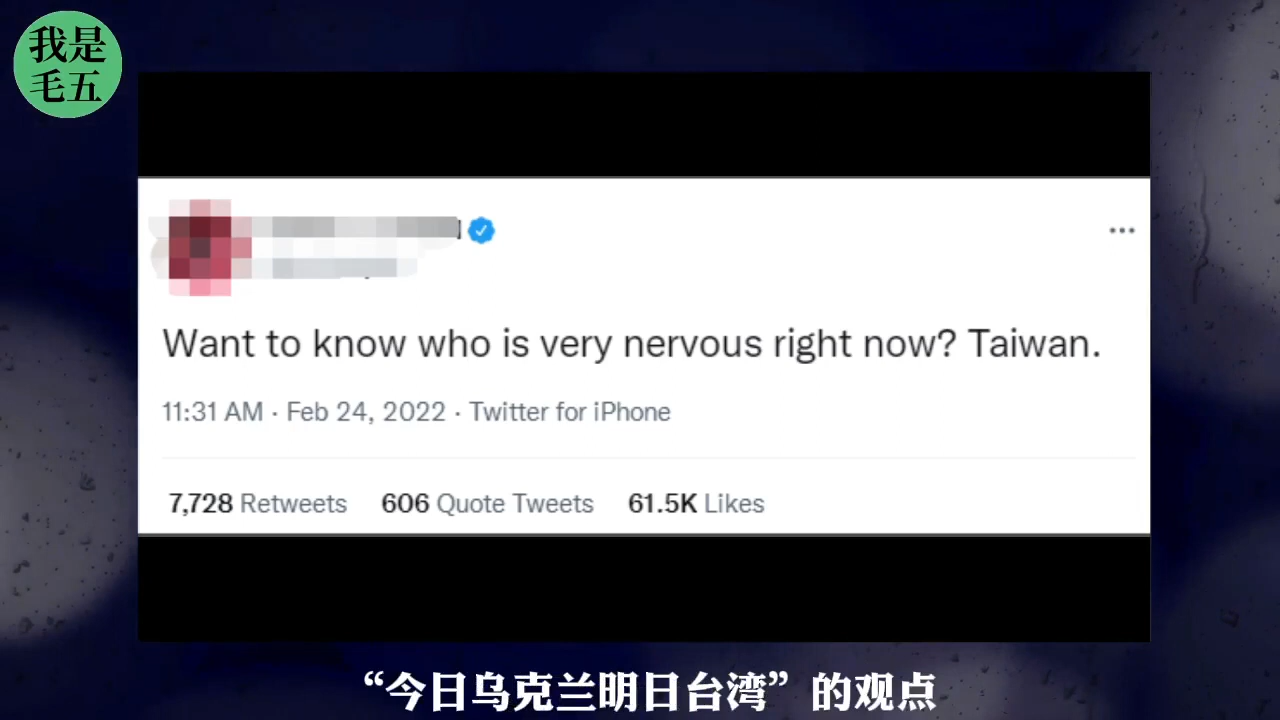 我是
毛五
Want to know who is very nervous right now? Taiwan.
11:31 AM · Feb 24, 2022 · Twitter for iPhone
7,728 Retweets 606 Quote Tweets 61.5K Likes
“今日乌克兰明日台湾”的观点